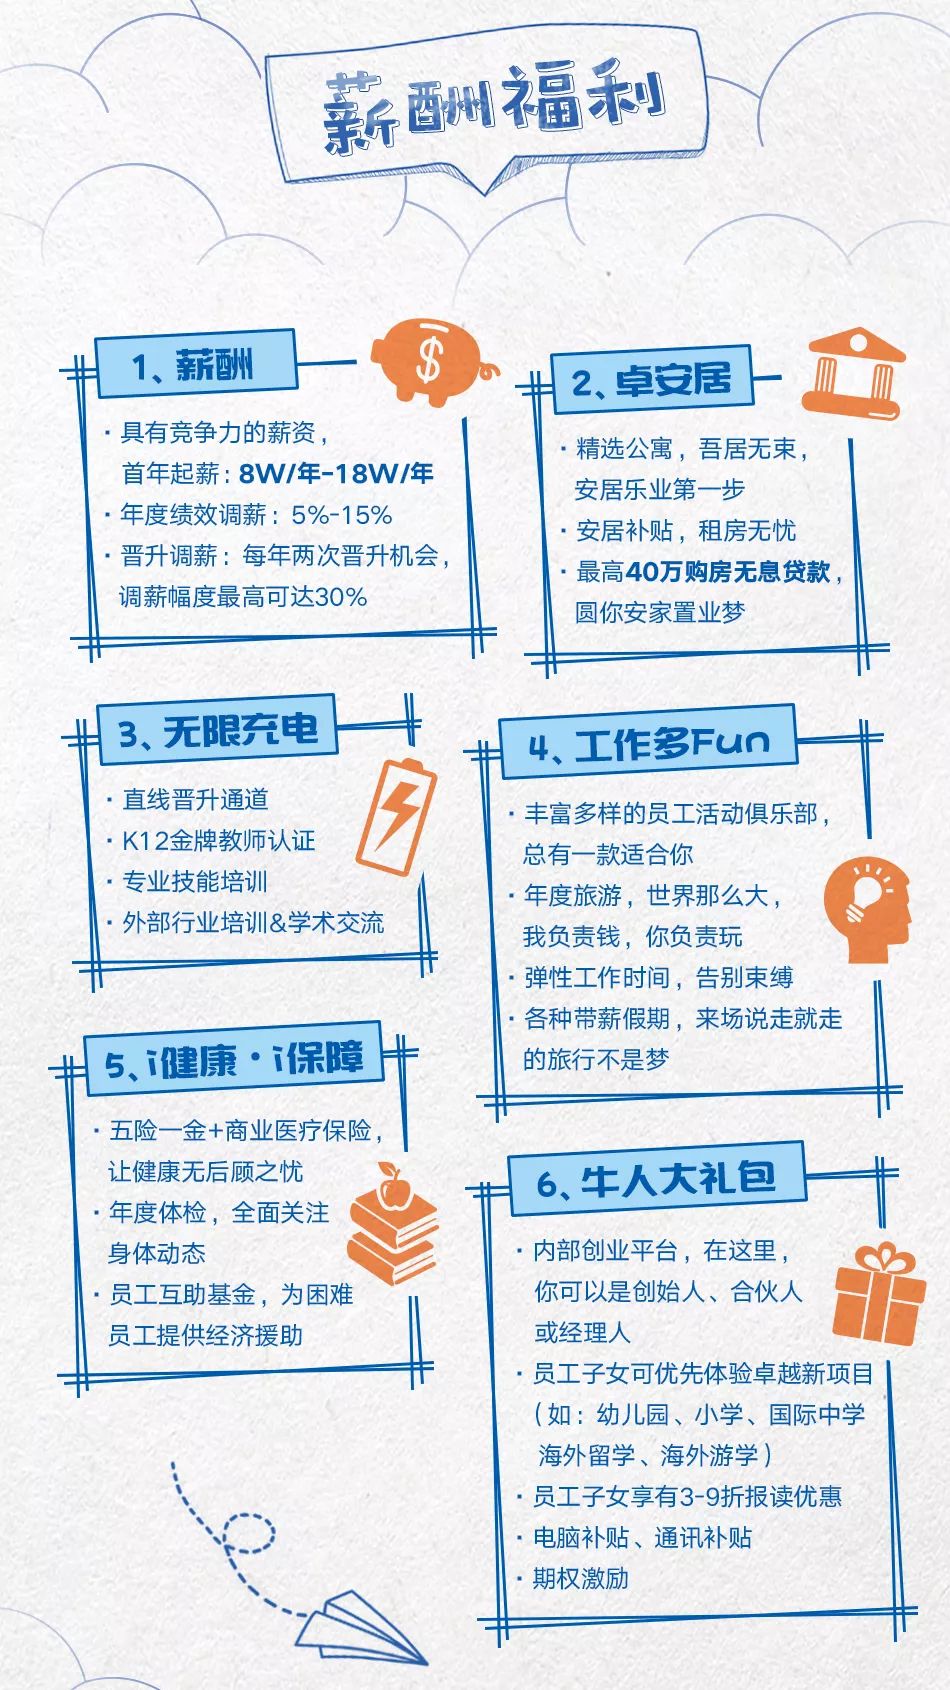 薪酬福利
1、薪酬
· 具有竞争力的薪资，
首年起薪：8W/年-18W/年
· 年度绩效调薪：5%-15%
· 晋升调薪：每年两次晋升机会，
调薪幅度最高可达30%
2、卓安居
· 精选公寓，吾居无束，
安居乐业第一步
· 安居补贴，租房无忧
· 最高40万购房无息贷款，
圆你安家置业梦
3、无限充电
· 直线晋升通道
· K12金牌教师认证
· 专业技能培训
· 外部行业培训&学术交流
4、工作多Fun
· 丰富多样的员工活动俱乐部，
总有一款适合你
· 年度旅游，世界那么大，
我负责钱，你负责玩
· 弹性工作时间，告别束缚
· 各种带薪假期，来场说走就走
的旅行不是梦
5、i健康·i保障
· 五险一金+商业医疗保险，
让健康无后顾之忧
· 年度体检，全面关注
身体动态
· 员工互助基金，为困难
员工提供经济援助
6、牛人大礼包
· 内部创业平台，在这里，
你可以是创始人、合伙人
或经理人
· 员工子女可优先体验卓越新项目
（如：幼儿园、小学、国际中学
海外留学、海外游学）
· 员工子女享有3-9折报读优惠
· 电脑补贴、通讯补贴
· 期权激励